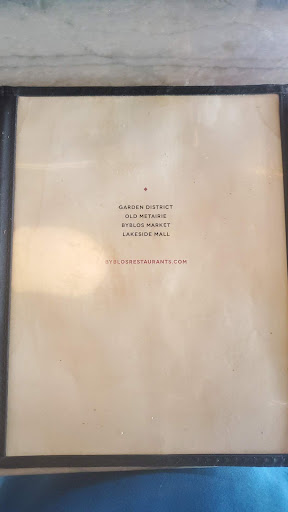 GARDEN DISTRICT
OLD METAIRIE
BYBLOS MARKET
LAKESIDE MALL
BYBLOSRESTAURANTS.COM